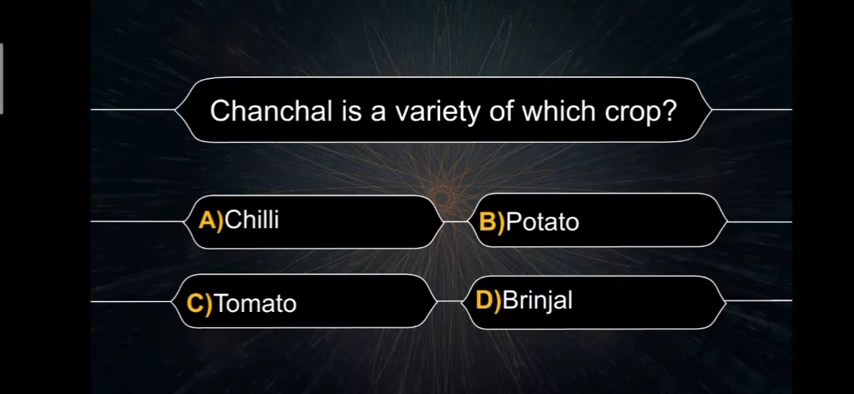 Chanchal is a variety of which crop?
A)Chilli
B)Potato
C)Tomato
D)Brinjal